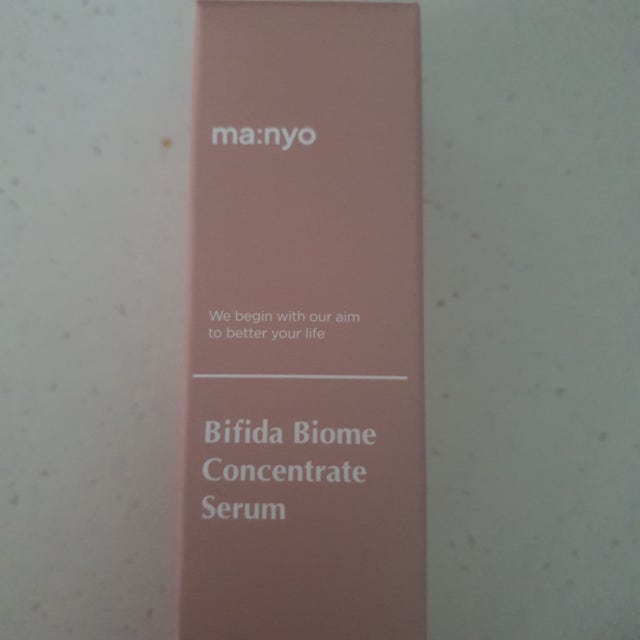 ma:nyo
We begin with our aim
to better your life
Bifida Biome
Concentrate
Serum